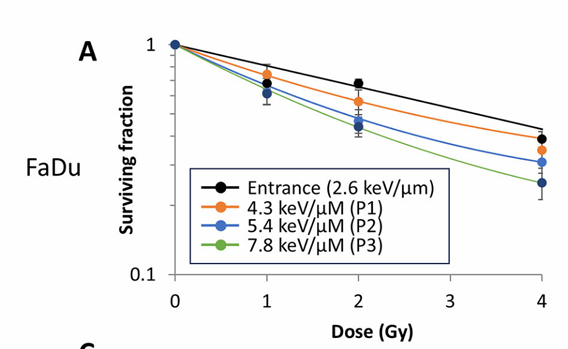 A
1
Surviving fraction
FaDu
Entrance (2.6 keV/μm)
4.3 keV/μM (P1)
5.4 keV/μM (P2)
7.8 keV/μM (P3)
0.1
0 1 2 3 4
Dose (Gy)